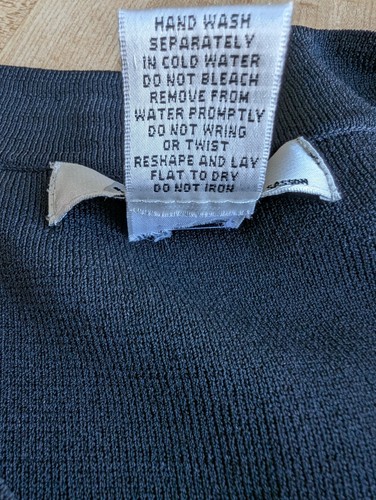 HAND WASH
SEPARATELY
IN COLD WATER
DO NOT BLEACH
REMOVE FROM
WATER PROMPTLY
DO NOT WRING
OR TWIST
RESHAPE AND LAY
FLAT TO DRY
DO NOT IRON
SASSON